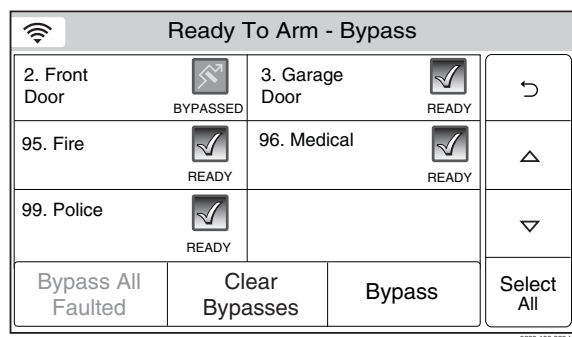 Ready To Arm - Bypass
2. Front
Door
BYPASSED
3. Garage
Door
READY
95. Fire
READY
96. Medical
READY
99. Police
READY
Bypass All
Faulted
Clear
Bypasses
Bypass
Select
All